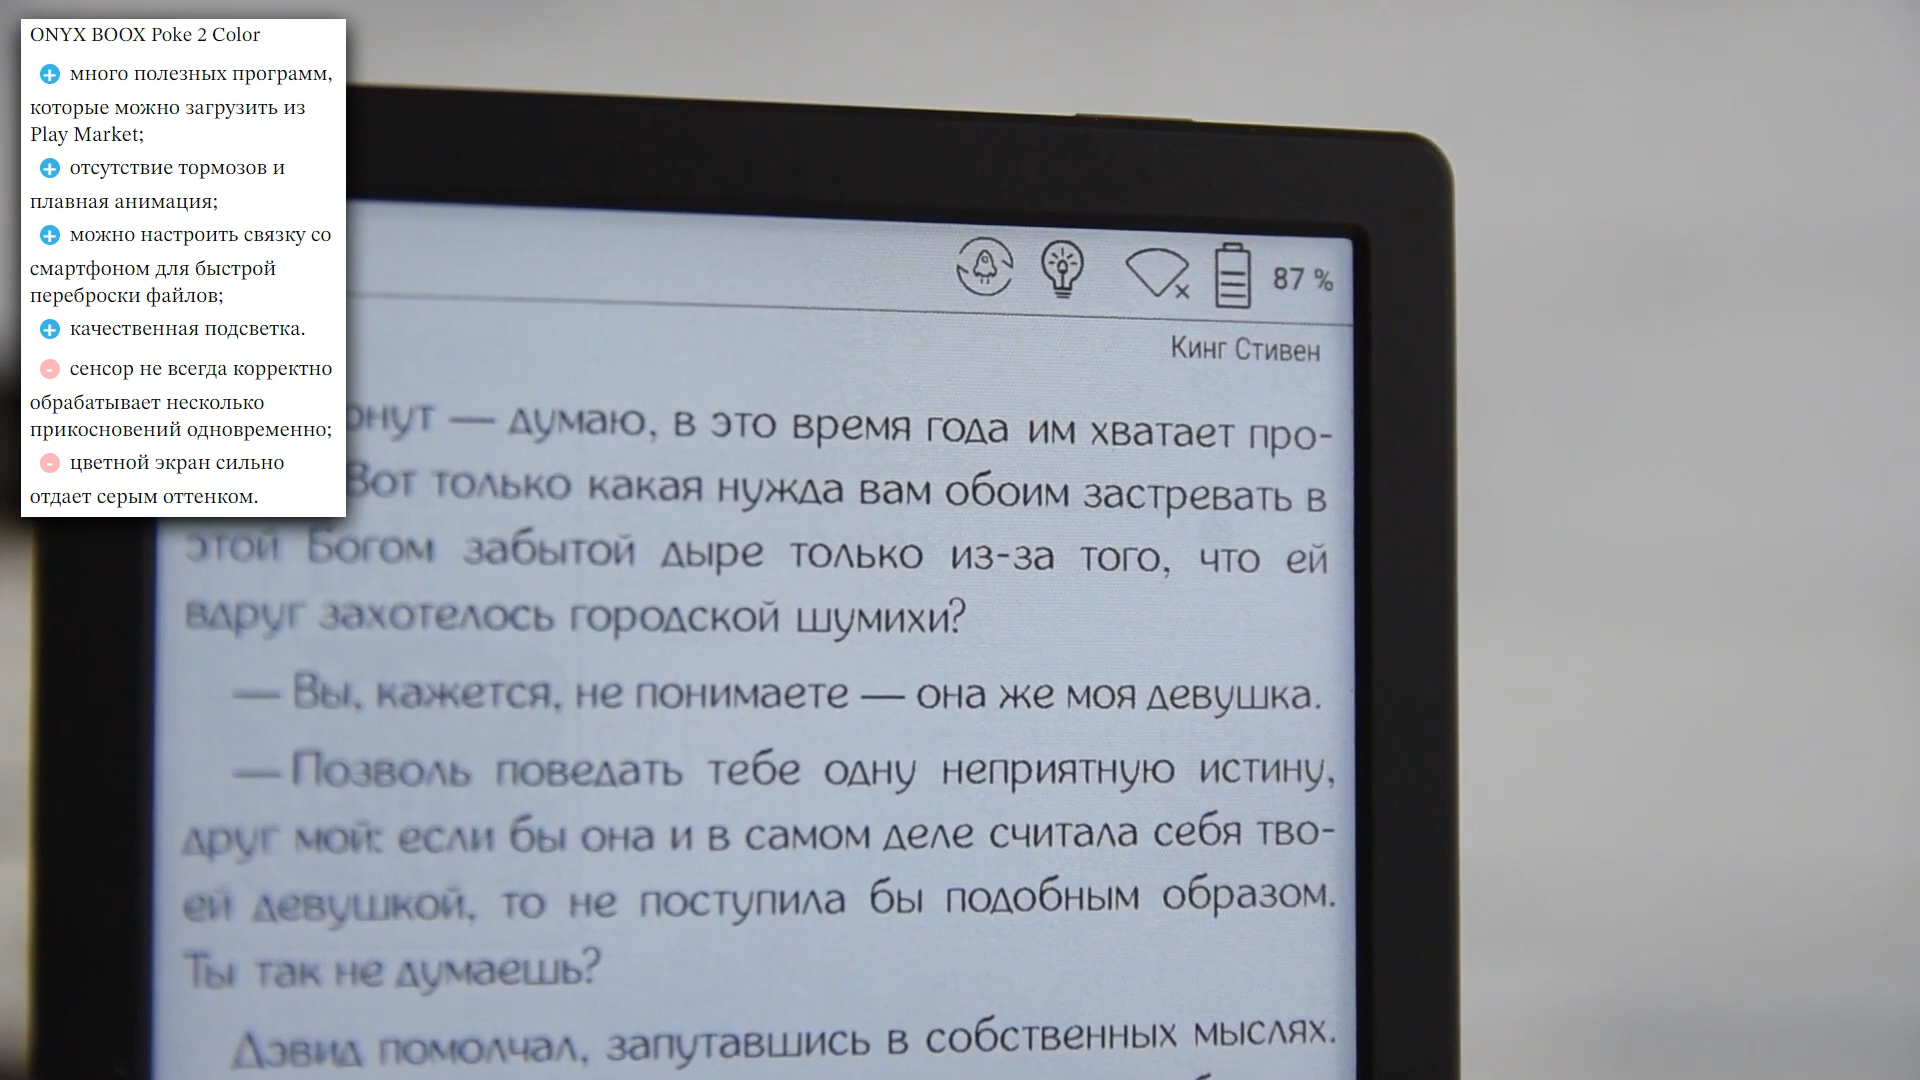 ONYX BOOX Poke 2 Color
+ много полезных программ,
которые можно загрузить из
Play Market;
+ отсутствие тормозов и
плавная анимация;
+ можно настроить связку со
смартфоном для быстрой
переброски файлов;
+ качественная подсветка.
- сенсор не всегда корректно
обрабатывает несколько
прикосновений одновременно;
- цветной экран сильно
отдает серым оттенком.
87 %
Кинг Стивен
— думаю, в это время года им хватает про-
Вот только какая нужда вам обоим застревать в
этой Богом забытой дыре только из-за того, что ей
вдруг захотелось городской шумихи?
— Вы, кажется, не понимаете — она же моя девушка.
— Позволь поведать тебе одну неприятную истину,
друг мой: если бы она и в самом деле считала себя тво-
ей девушкой, то не поступила бы подобным образом.
Ты так не думаешь?
Дэвид помолчал, запутавшись в собственных мыслях.